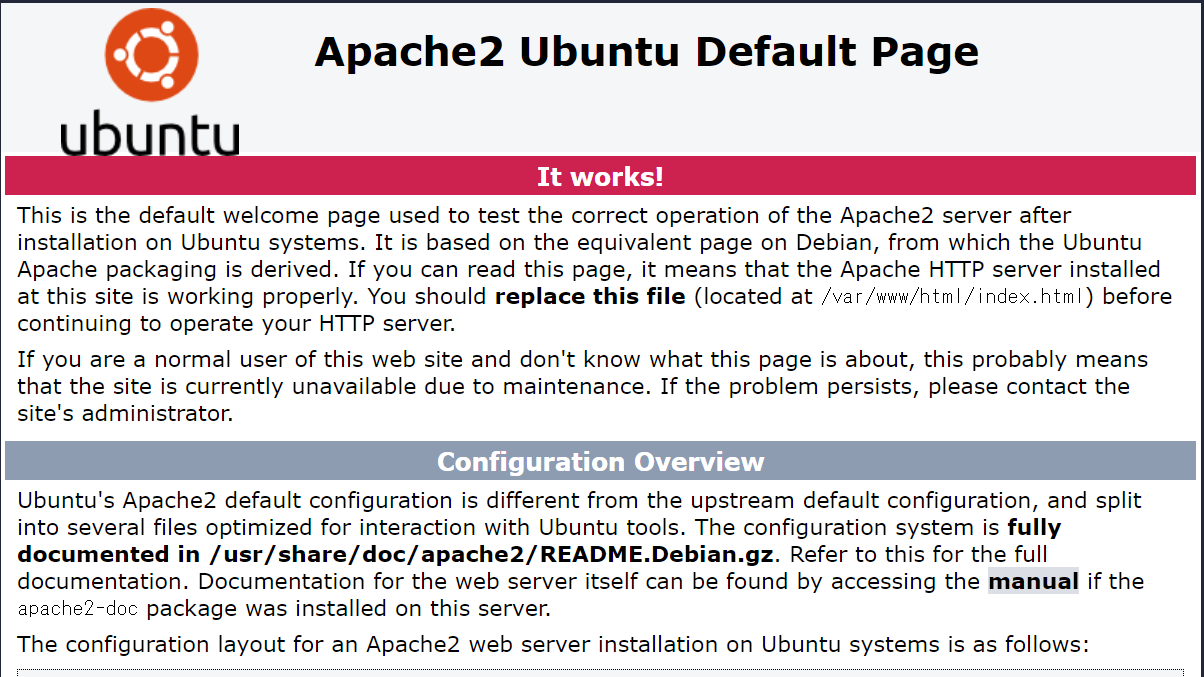 Apache2 Ubuntu Default Page
ubuntu
It works!
This is the default welcome page used to test the correct operation of the Apache2 server after
installation on Ubuntu systems. It is based on the equivalent page on Debian, from which the Ubuntu
Apache packaging is derived. If you can read this page, it means that the Apache HTTP server installed
at this site is working properly. You should replace this file (located at /var/www/html/index.html) before
continuing to operate your HTTP server.
If you are a normal user of this web site and don't know what this page is about, this probably means
that the site is currently unavailable due to maintenance. If the problem persists, please contact the
site's administrator.
Configuration Overview
Ubuntu's Apache2 default configuration is different from the upstream default configuration, and split
into several files optimized for interaction with Ubuntu tools. The configuration system is fully
documented in /usr/share/doc/apache2/README.Debian.gz. Refer to this for the full
documentation. Documentation for the web server itself can be found by accessing the manual if the
apache2-doc package was installed on this server.
The configuration layout for an Apache2 web server installation on Ubuntu systems is as follows: